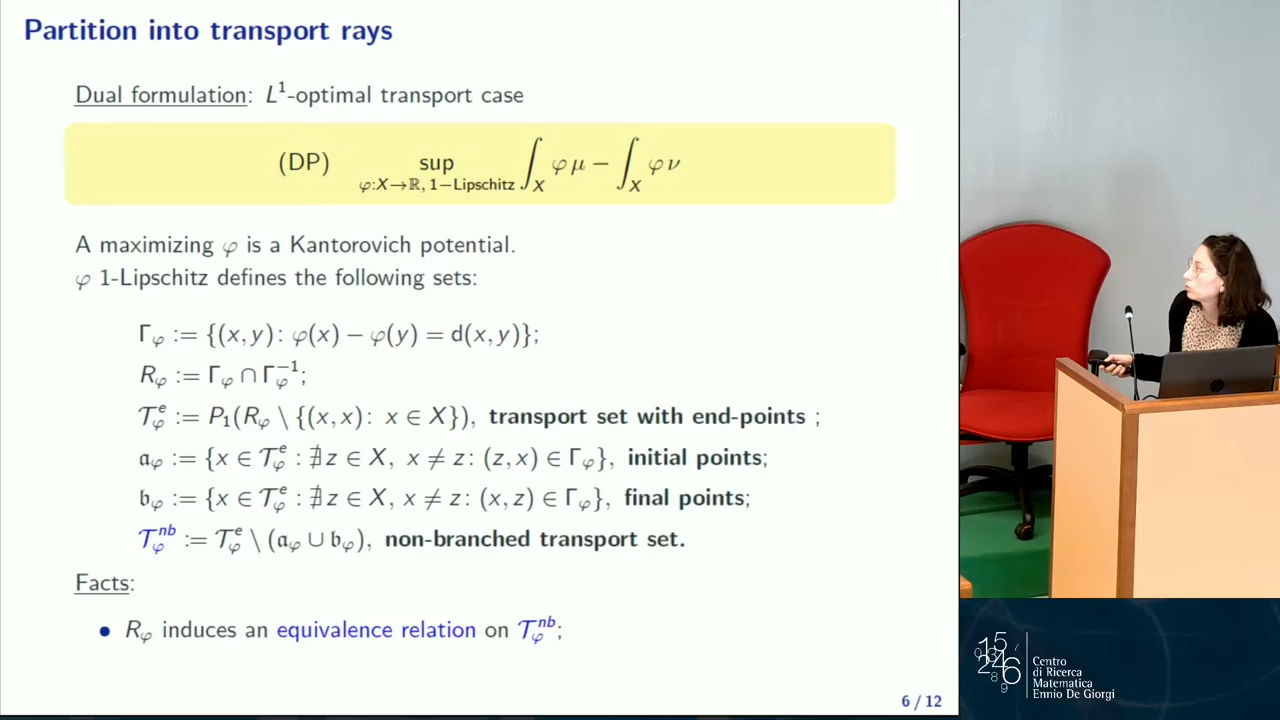 Partition into transport rays
Dual formulation: L¹-optimal transport case
(DP) sup ∫_X φ μ − ∫_X φ ν
φ:X→ℝ, 1−Lipschitz
A maximizing φ is a Kantorovich potential.
φ 1-Lipschitz defines the following sets:
Γ_φ := {(x, y): φ(x) − φ(y) = d(x, y)};
R_φ := Γ_φ ∩ Γ_φ^{−1};
𝒯_φ^e := P₁(R_φ \ {(x, x): x ∈ X}), transport set with end-points ;
𝔞_φ := {x ∈ 𝒯_φ^e : ∄ z ∈ X, x ≠ z: (z, x) ∈ Γ_φ}, initial points;
𝔟_φ := {x ∈ 𝒯_φ^e : ∄ z ∈ X, x ≠ z: (x, z) ∈ Γ_φ}, final points;
𝒯_φ^{nb} := 𝒯_φ^e \ (𝔞_φ ∪ 𝔟_φ), non-branched transport set.
Facts:
• R_φ induces an equivalence relation on 𝒯_φ^{nb};
6 / 12
Centro
di Ricerca
Matematica
Ennio De Giorgi